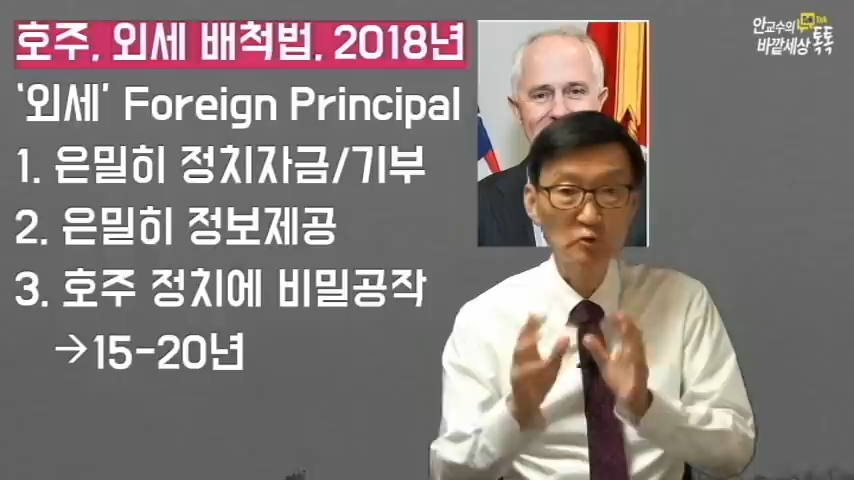 호주, 외세 배척법, 2018년
'외세' Foreign Principal
1. 은밀히 정치자금/기부
2. 은밀히 정보제공
3. 호주 정치에 비밀공작
→15-20년
안교수의 톡 Talk
바깥세상 톡톡